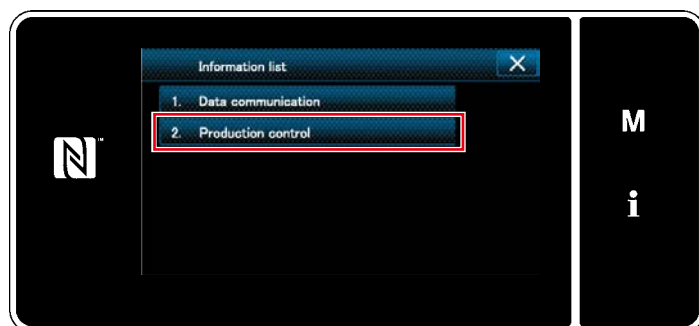 Information list
1. Data communication
2. Production control
M
i